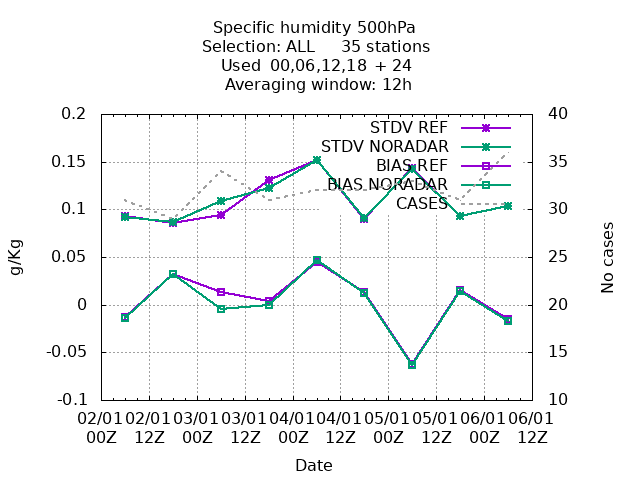 Specific humidity 500hPa
Selection: ALL 35 stations
Used 00,06,12,18 + 24
Averaging window: 12h
0.2
0.15
0.1
0.05
0
-0.05
-0.1
g/Kg
STDV REF
STDV NORADAR
BIAS REF
BIAS NORADAR
CASES
40
35
30
25
20
15
10
No cases
02/01 02/01 03/01 03/01 04/01 04/01 05/01 05/01 06/01 06/01
00Z 12Z 00Z 12Z 00Z 12Z 00Z 12Z 00Z 12Z
Date